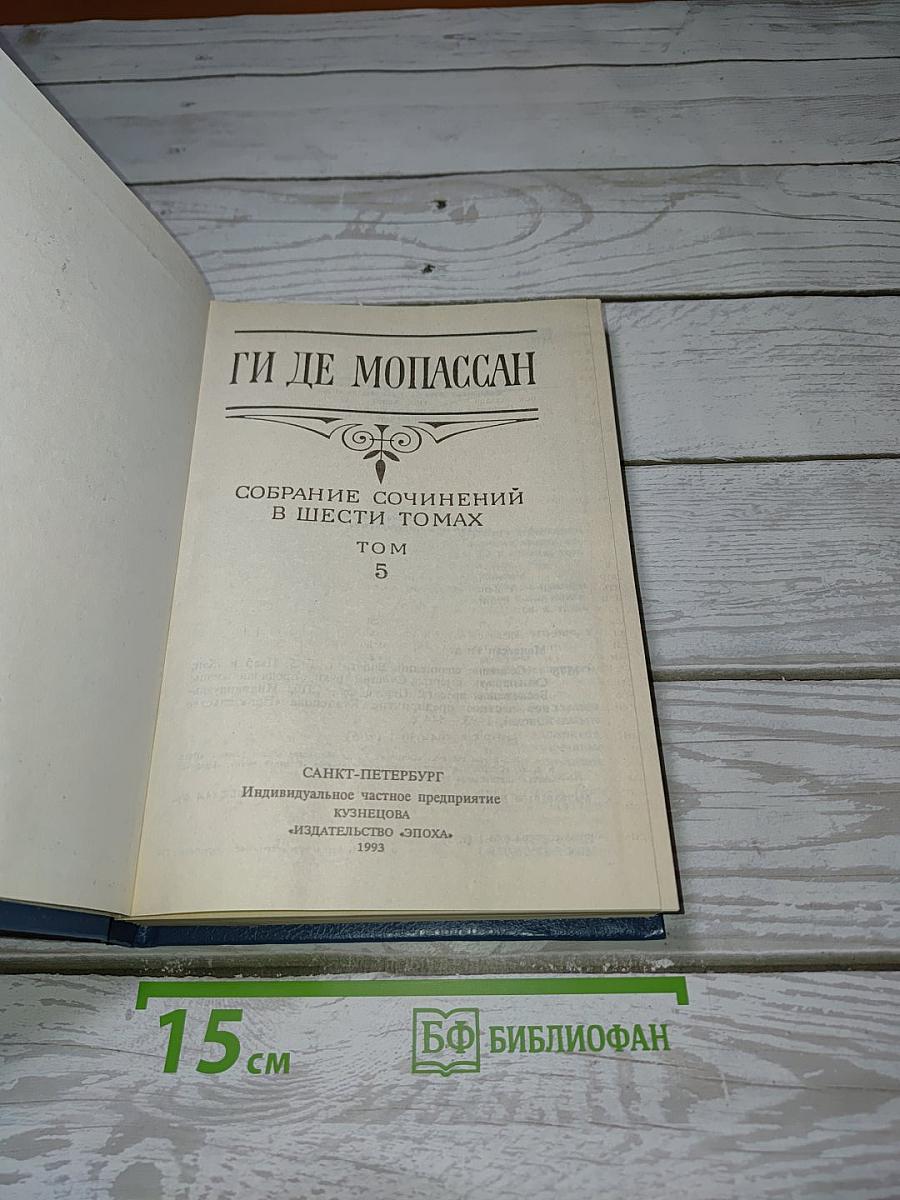 ГИ ДЕ МОПАССАН
СОБРАНИЕ СОЧИНЕНИЙ
В ШЕСТИ ТОМАХ
ТОМ
5
САНКТ-ПЕТЕРБУРГ
Индивидуальное частное предприятие
КУЗНЕЦОВА
«ИЗДАТЕЛЬСТВО «ЭПОХА»
1993
15 см
БФ БИБЛИОФАН